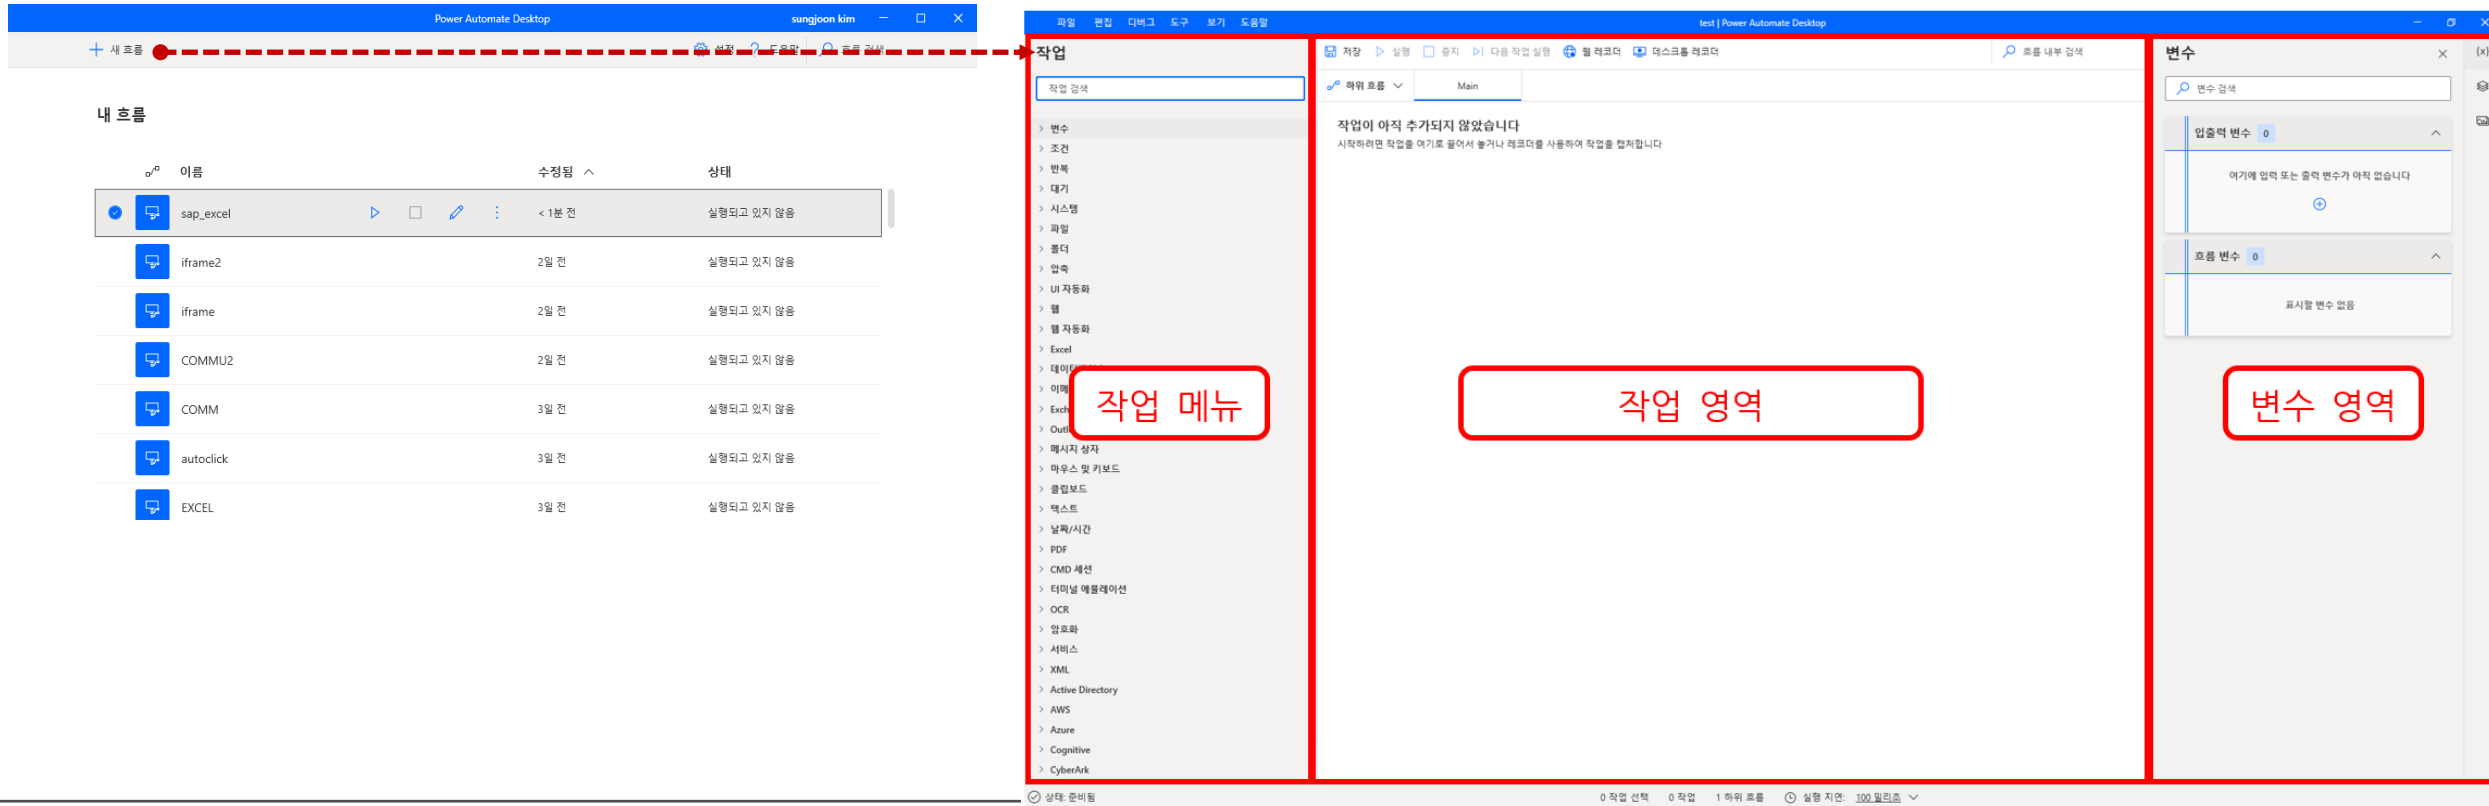 Power Automate Desktop
sungjoon kim
새 흐름
설정
도움말
흐름 검색
내 흐름
이름
수정됨
상태
sap_excel
< 1분 전
실행되고 있지 않음
iframe2
2일 전
실행되고 있지 않음
iframe
2일 전
실행되고 있지 않음
COMMU2
2일 전
실행되고 있지 않음
COMM
3일 전
실행되고 있지 않음
autoclick
3일 전
실행되고 있지 않음
EXCEL
3일 전
실행되고 있지 않음
파일 편집 디버그 도구 보기 도움말
test | Power Automate Desktop
작업
작업 검색
변수
조건
반복
대기
시스템
파일
폴더
압축
UI 자동화
웹
웹 자동화
Excel
메시지 상자
마우스 및 키보드
클립보드
텍스트
날짜/시간
PDF
CMD 세션
터미널 에뮬레이션
OCR
암호화
서비스
XML
Active Directory
AWS
Azure
Cognitive
CyberArk
작업 메뉴
저장 실행 중지 다음 작업 실행 웹 레코더 데스크톱 레코더
흐름 내부 검색
하위 흐름
Main
작업이 아직 추가되지 않았습니다
시작하려면 작업을 여기로 끌어서 놓거나 레코더를 사용하여 작업을 캡처합니다
작업 영역
변수
{x}
변수 검색
입출력 변수 0
여기에 입력 또는 출력 변수가 아직 없습니다
흐름 변수 0
표시할 변수 없음
변수 영역
상태: 준비됨
0 작업 선택 0 작업 1 하위 흐름 실행 지연: 100 밀리초